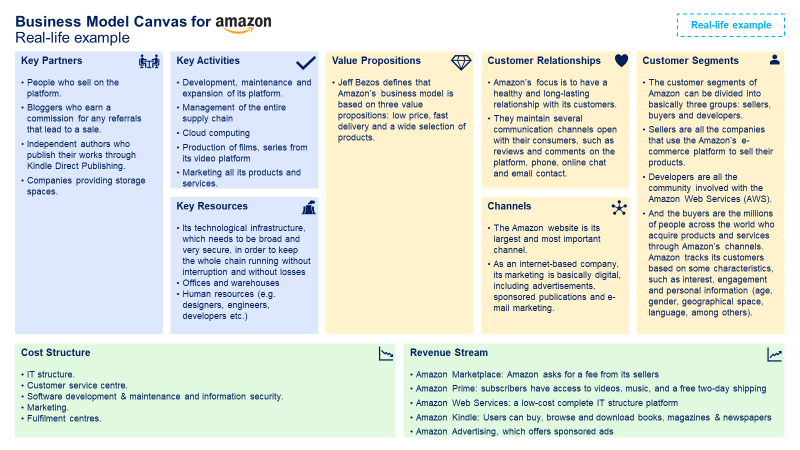 Business Model Canvas for amazon
Real-life example
Real-life example
Key Partners
• People who sell on the
platform.
• Bloggers who earn a
commission for any referrals
that lead to a sale.
• Independent authors who
publish their works through
Kindle Direct Publishing.
• Companies providing storage
spaces.
Key Activities
• Development, maintenance and
expansion of its platform.
• Management of the entire
supply chain
• Cloud computing
• Production of films, series from
its video platform
• Marketing all its products and
services.
Key Resources
• Its technological infrastructure,
which needs to be broad and
very secure, in order to keep
the whole chain running without
interruption and without losses
• Offices and warehouses
• Human resources (e.g.
designers, engineers,
developers etc.)
Value Propositions
• Jeff Bezos defines that
Amazon's business model is
based on three value
propositions: low price, fast
delivery and a wide selection of
products.
Customer Relationships
• Amazon's focus is to have a
healthy and long-lasting
relationship with its customers.
• They maintain several
communication channels open
with their consumers, such as
reviews and comments on the
platform, phone, online chat
and email contact.
Channels
• The Amazon website is its
largest and most important
channel.
• As an internet-based company,
its marketing is basically digital,
including advertisements,
sponsored publications and e-
mail marketing.
Customer Segments
• The customer segments of
Amazon can be divided into
basically three groups: sellers,
buyers and developers.
• Sellers are all the companies
that use the Amazon's e-
commerce platform to sell their
products.
• Developers are all the
community involved with the
Amazon Web Services (AWS).
• And the buyers are the millions
of people across the world who
acquire products and services
through Amazon's channels.
Amazon tracks its customers
based on some characteristics,
such as interest, engagement
and personal information (age,
gender, geographical space,
language, among others).
Cost Structure
• IT structure.
• Customer service centre.
• Software development & maintenance and information security.
• Marketing.
• Fulfilment centres.
Revenue Stream
• Amazon Marketplace: Amazon asks for a fee from its sellers
• Amazon Prime: subscribers have access to videos, music, and a free two-day shipping
• Amazon Web Services: a low-cost complete IT structure platform
• Amazon Kindle: Users can buy, browse and download books, magazines & newspapers
• Amazon Advertising, which offers sponsored ads